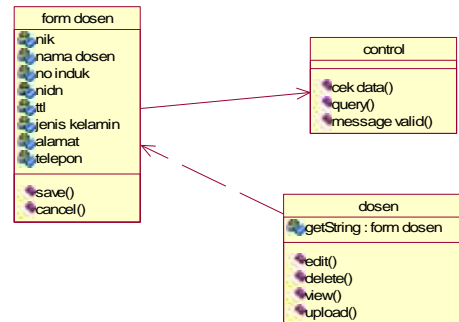 form dosen
nik
nama dosen
no induk
nidn
ttl
jenis kelamin
alamat
telepon
save()
cancel()
control
cek data()
query()
message valid()
dosen
getString : form dosen
edit()
delete()
view()
upload()